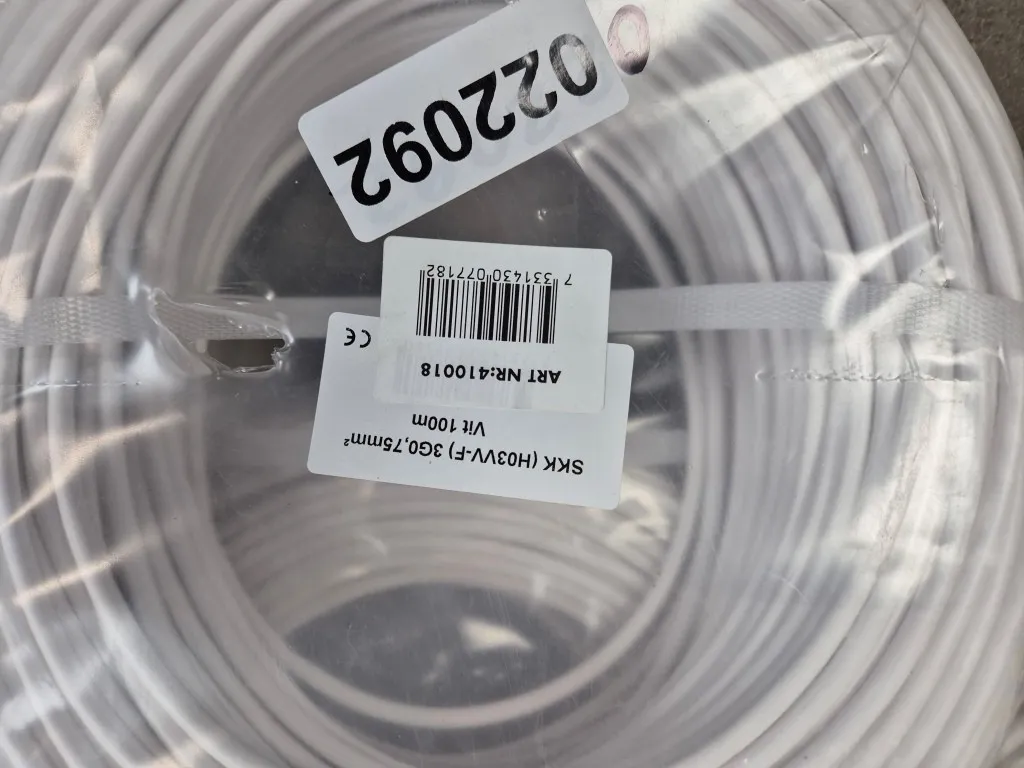 SKK (H03VV-F) 3G0,75mm²
Vit 100m
CE
ART NR:410018
7 331430 077182
022092